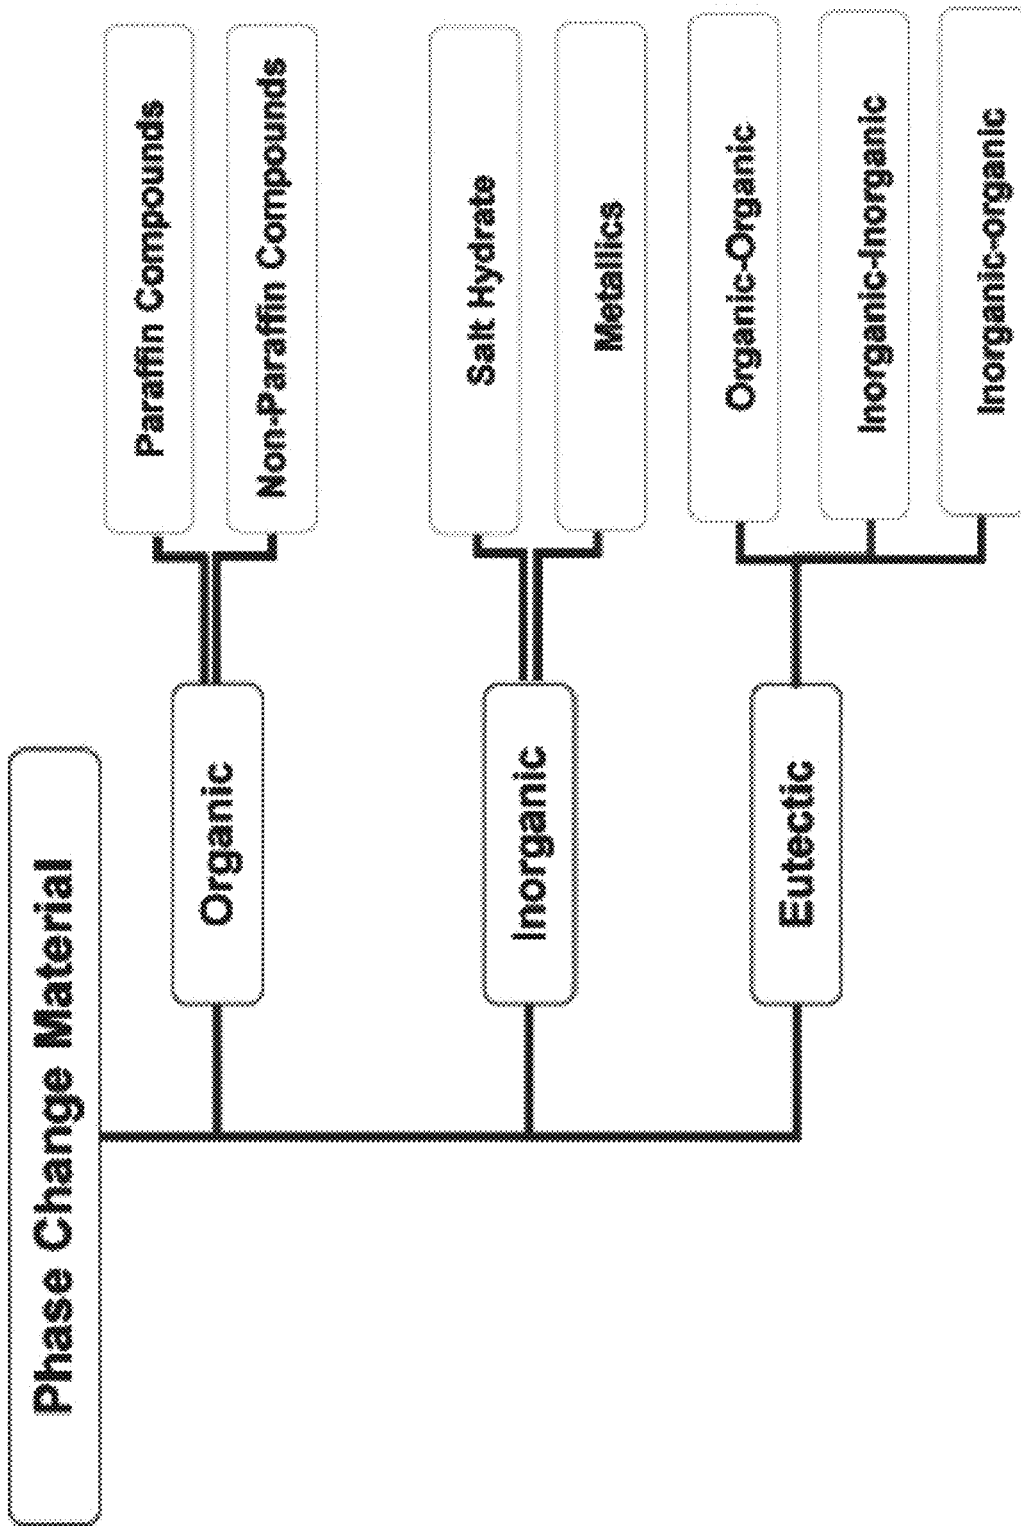 Phase Change Material
Organic
Paraffin Compounds
Non-Paraffin Compounds
Inorganic
Salt Hydrate
Metallics
Eutectic
Organic-Organic
Inorganic-Inorganic
Inorganic-organic